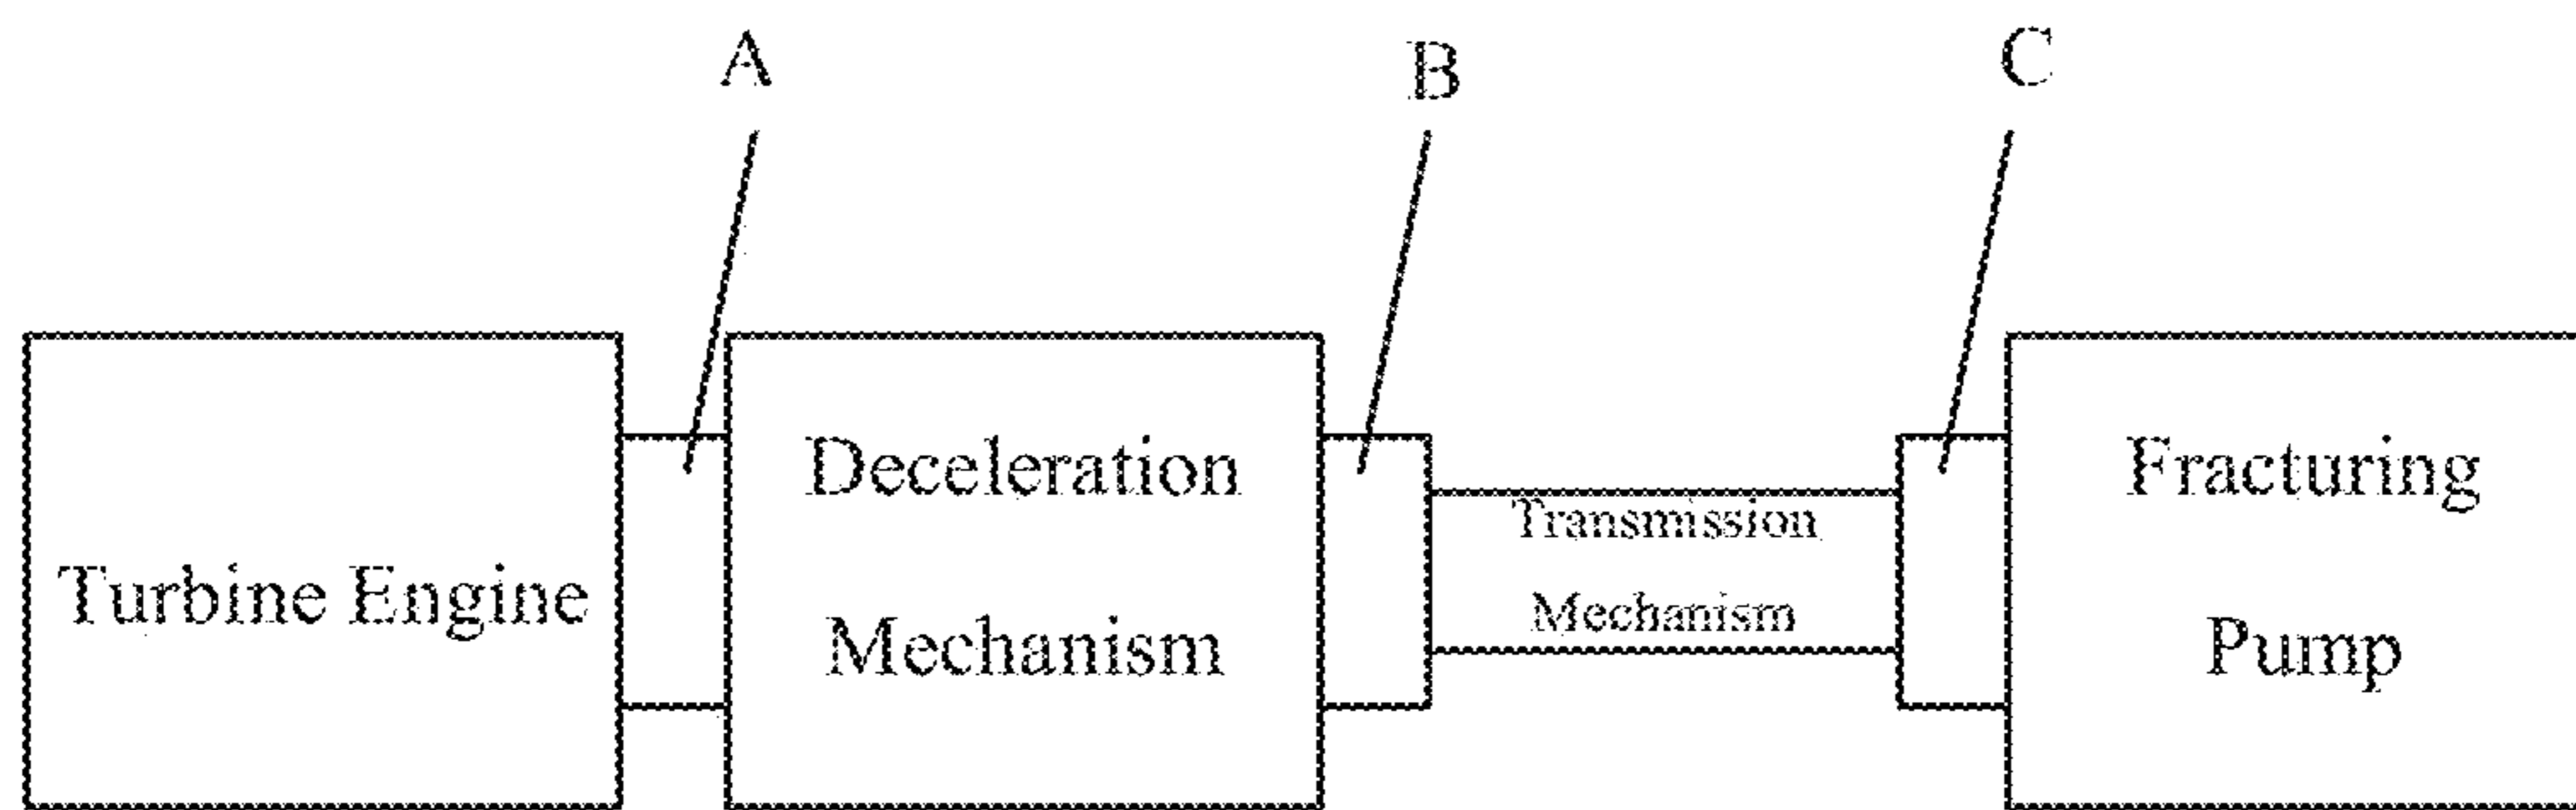 A
B
C
Turbine Engine
Deceleration
Mechanism
Transmission
Mechanism
Fracturing
Pump